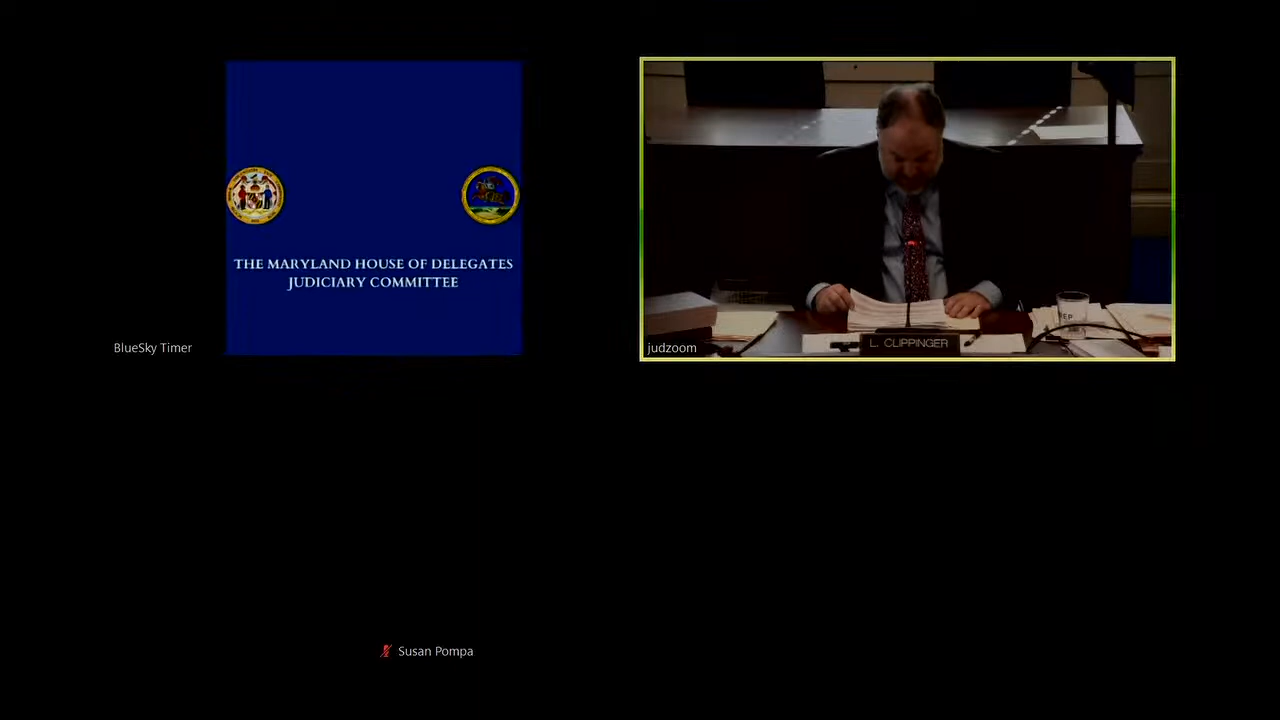 THE MARYLAND HOUSE OF DELEGATES
JUDICIARY COMMITTEE
BlueSky Timer
judzoom
L. CLIPPINGER
Susan Pompa